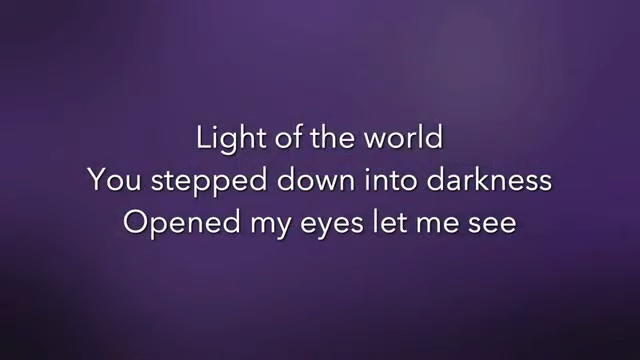 Light of the world
You stepped down into darkness
Opened my eyes let me see